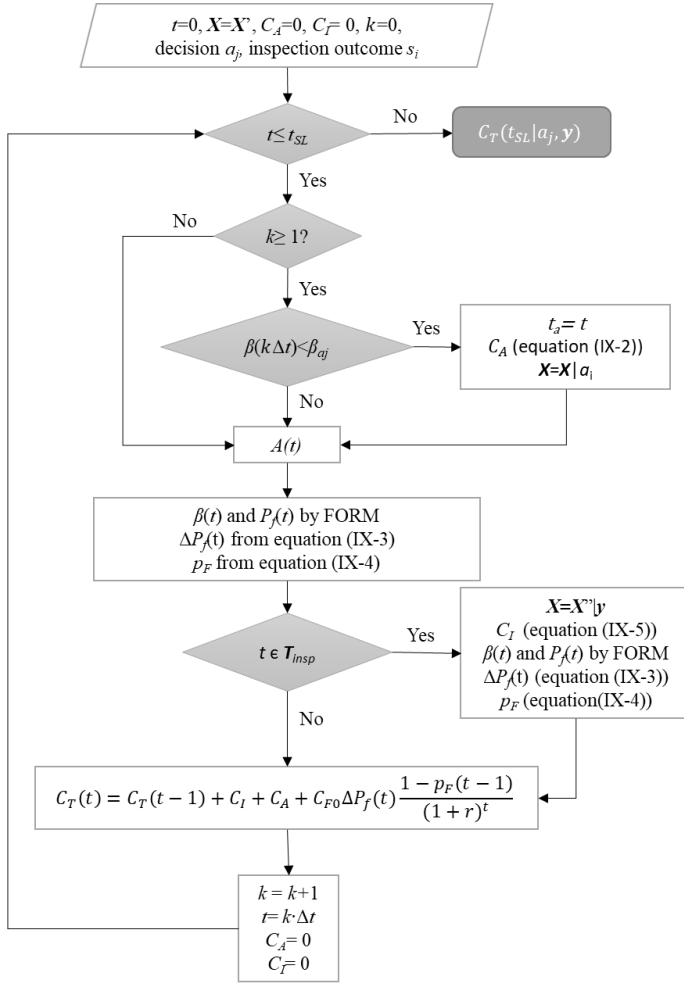 t=0, X=X’, C_A=0, C_I= 0, k=0,
decision a_j, inspection outcome s_i
t≤ t_SL
No
C_T(t_SL|a_j, y)
Yes
No
k≥ 1?
Yes
β(k Δt)<β_aj
Yes
t_a= t
C_A (equation (IX-2))
X=X| a_i
No
A(t)
β(t) and P_f(t) by FORM
ΔP_f(t) from equation (IX-3)
p_F from equation (IX-4)
t ϵ T_insp
Yes
X=X”|y
C_I (equation (IX-5))
β(t) and P_f(t) by FORM
ΔP_f(t) (equation (IX-3))
p_F (equation(IX-4))
No
C_T(t) = C_T(t − 1) + C_I + C_A + C_F0 ΔP_f(t) (1 − p_F(t − 1))/((1 + r)^t)
k = k+1
t= k·Δt
C_A= 0
C_I= 0